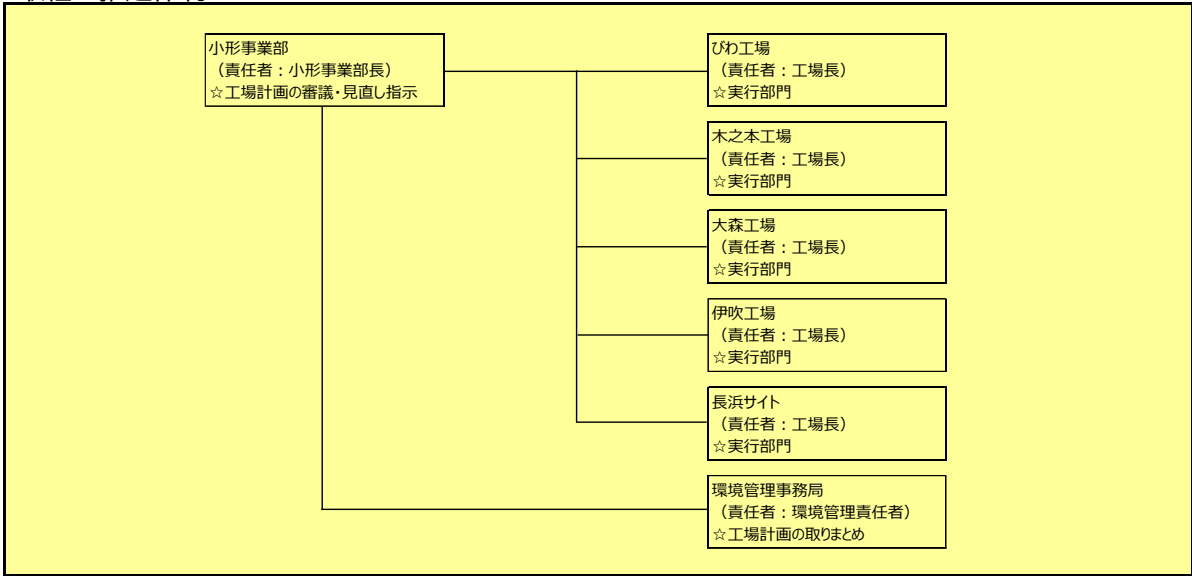 小形事業部
（責任者：小形事業部長）
☆工場計画の審議・見直し指示
びわ工場
（責任者：工場長）
☆実行部門
木之本工場
（責任者：工場長）
☆実行部門
大森工場
（責任者：工場長）
☆実行部門
伊吹工場
（責任者：工場長）
☆実行部門
長浜サイト
（責任者：工場長）
☆実行部門
環境管理事務局
（責任者：環境管理責任者）
☆工場計画の取りまとめ